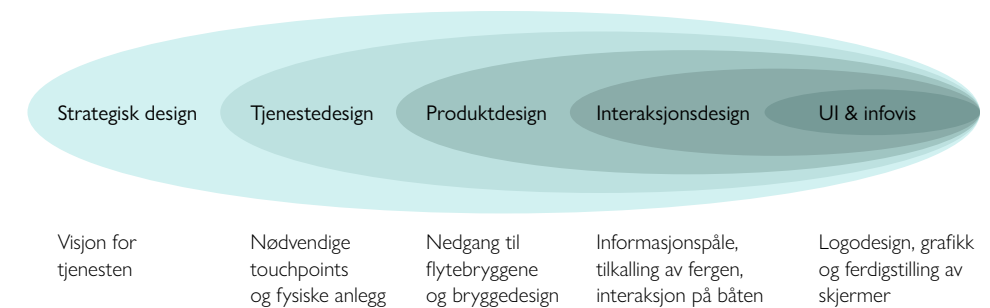 Strategisk design
Tjenestedesign
Produktdesign
Interaksjonsdesign
UI & infovis
Visjon for
tjenesten
Nødvendige
touchpoints
og fysiske anlegg
Nedgang til
flytebryggene
og bryggedesign
Informasjonspåle,
tilkalling av fergen,
interaksjon på båten
Logodesign, grafikk
og ferdigstilling av
skjermer